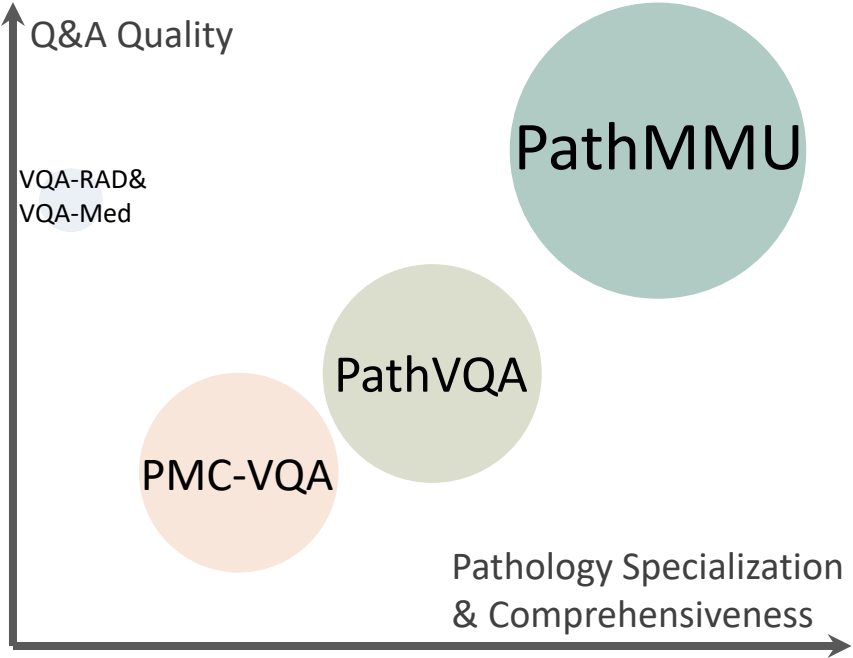 Q&A Quality
PathMMU
VQA-RAD&
VQA-Med
PathVQA
PMC-VQA
Pathology Specialization
& Comprehensiveness